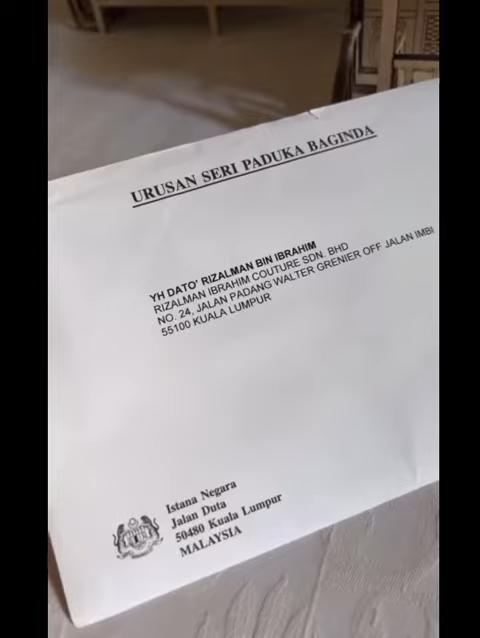 URUSAN SERI PADUKA BAGINDA
YH DATO' RIZALMAN BIN IBRAHIM
RIZALMAN IBRAHIM COUTURE SDN. BHD
NO. 24, JALAN PADANG WALTER GRENIER OFF JALAN IMBI
55100 KUALA LUMPUR
Istana Negara
Jalan Duta
50480 Kuala Lumpur
MALAYSIA